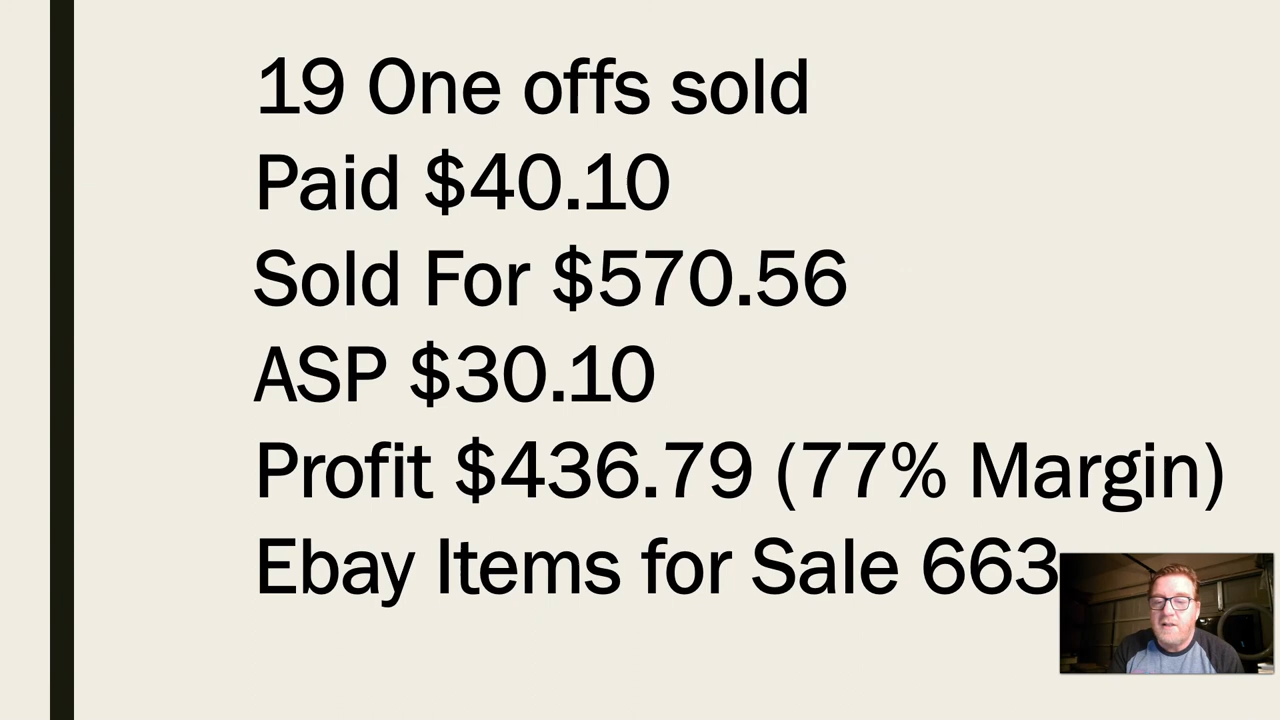 19 One offs sold
Paid $40.10
Sold For $570.56
ASP $30.10
Profit $436.79 (77% Margin)
Ebay Items for Sale 663